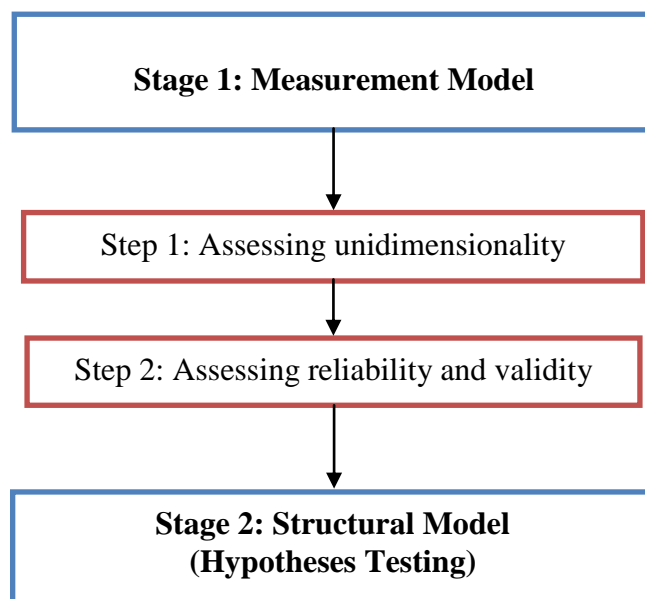 Stage 1: Measurement Model
Step 1: Assessing unidimensionality
Step 2: Assessing reliability and validity
Stage 2: Structural Model
(Hypotheses Testing)